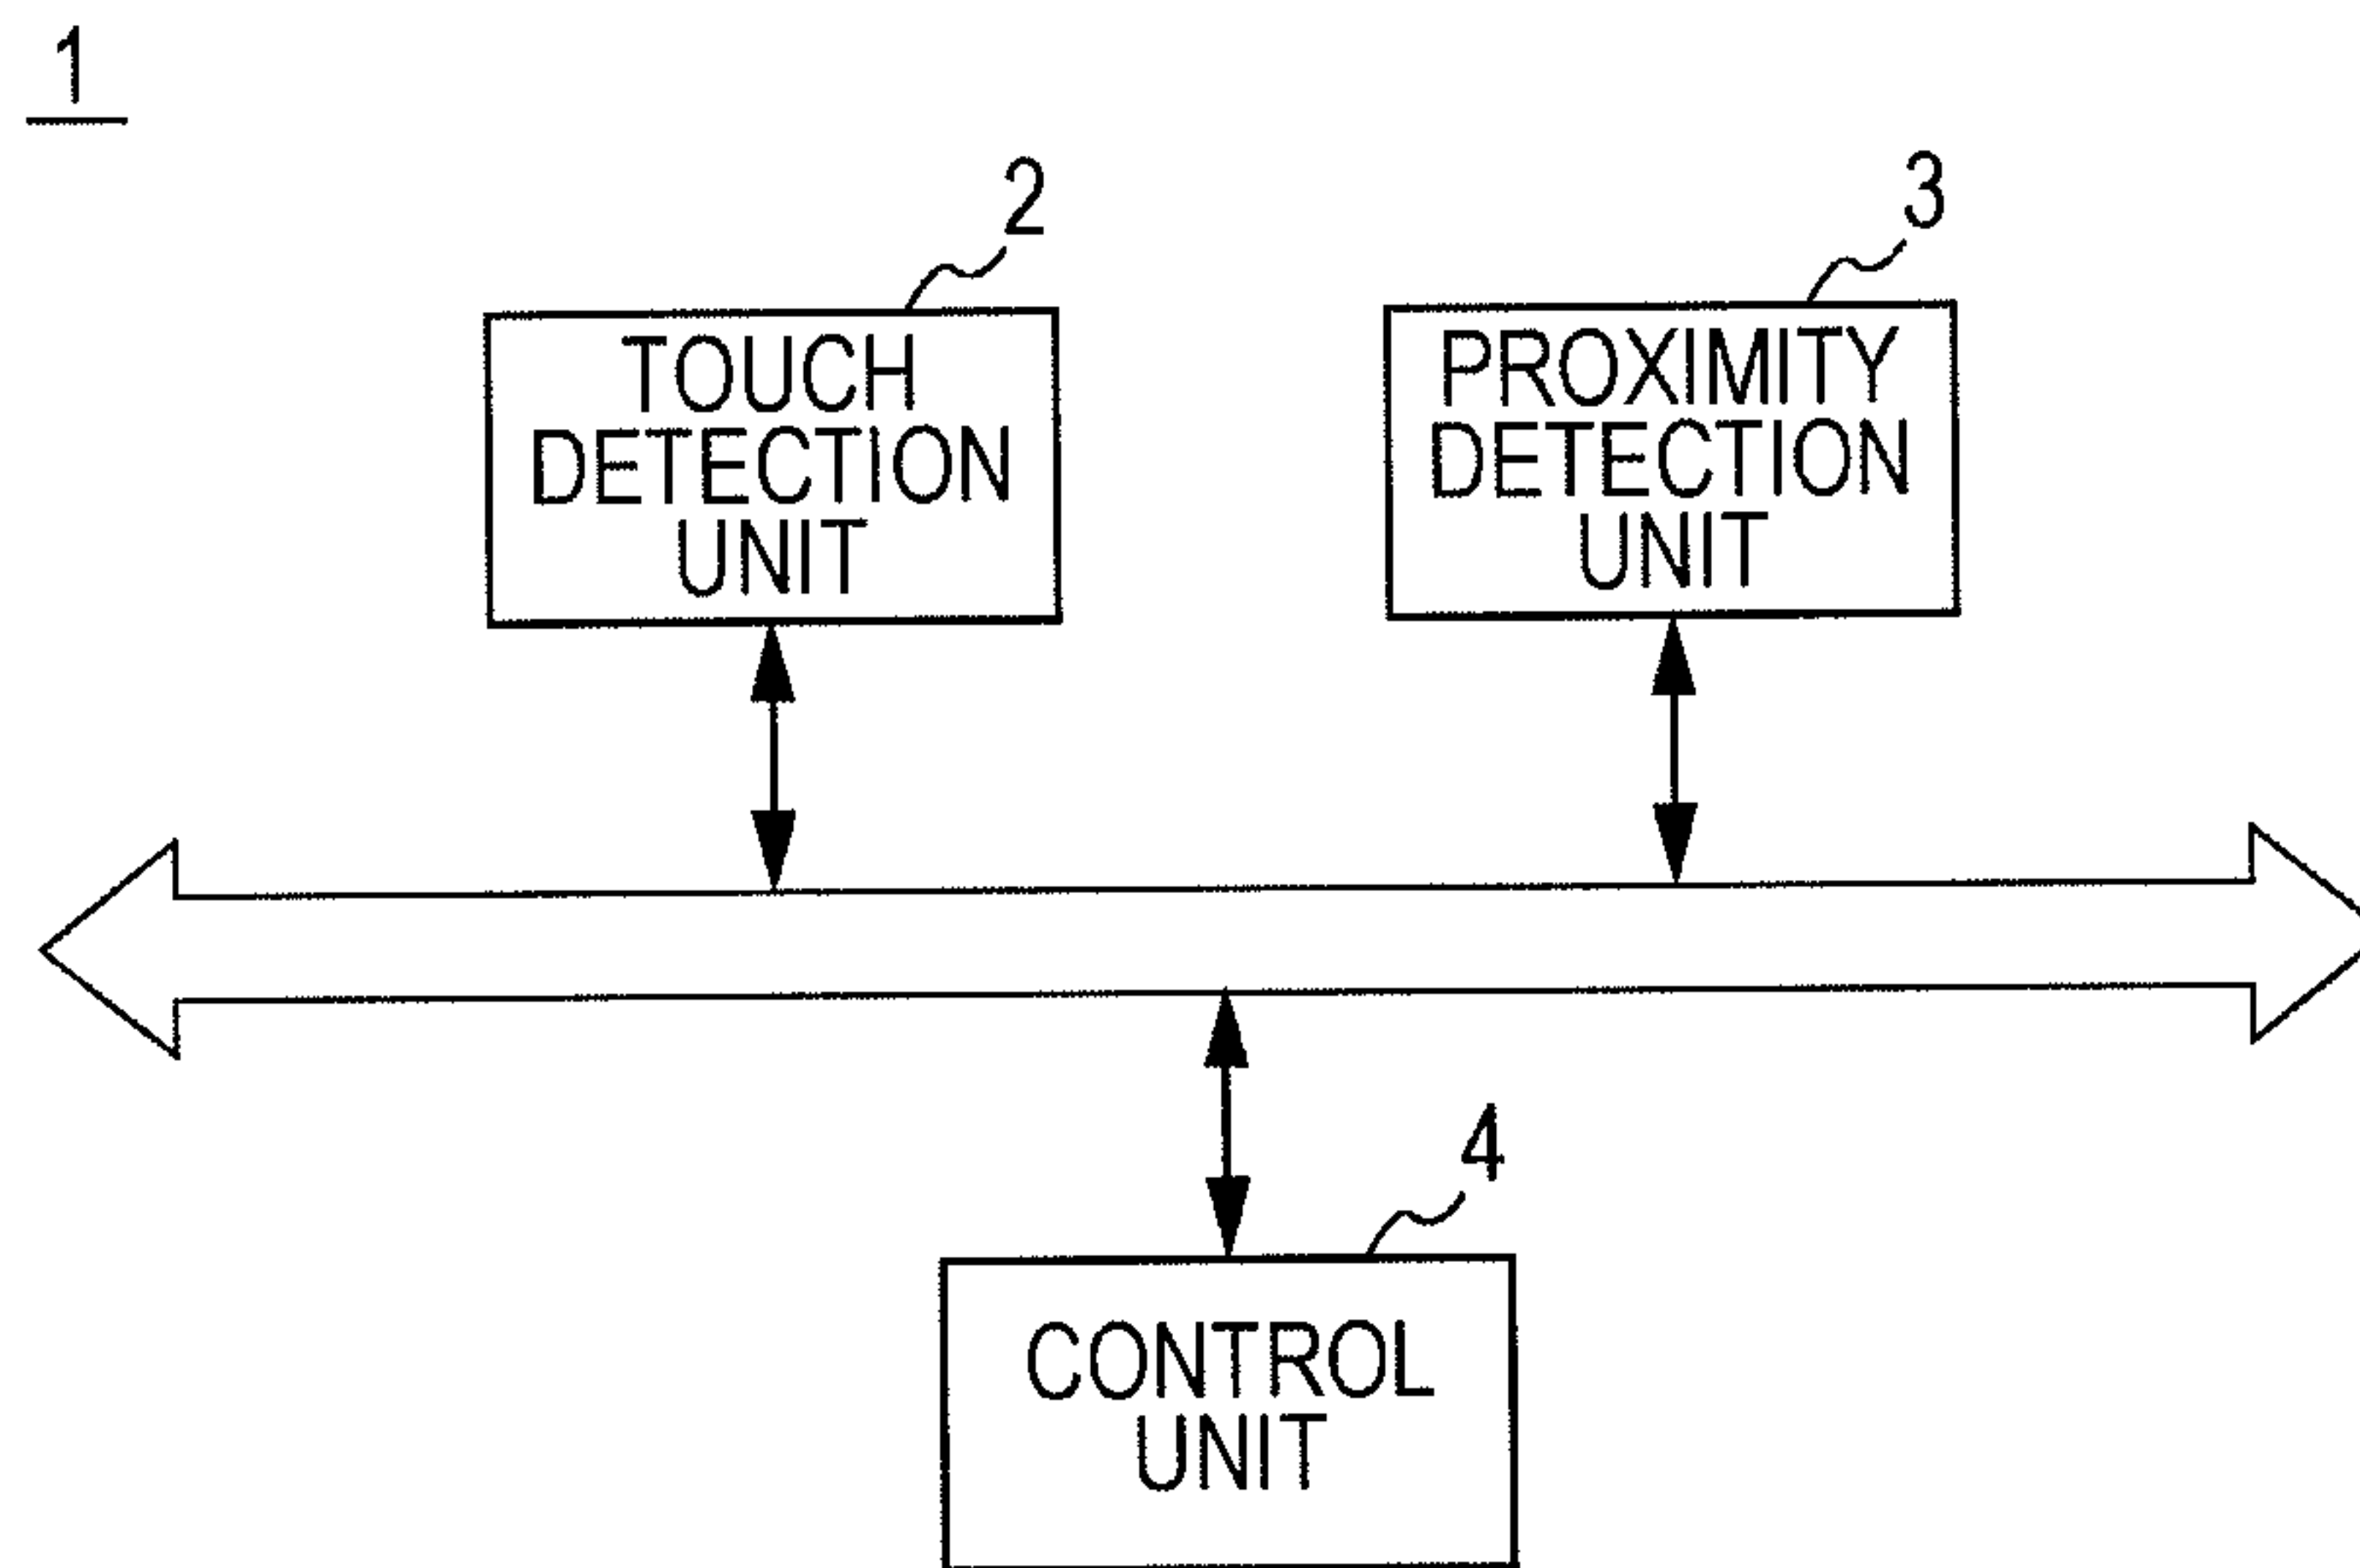 1
2
3
TOUCH
DETECTION
UNIT
PROXIMITY
DETECTION
UNIT
4
CONTROL
UNIT